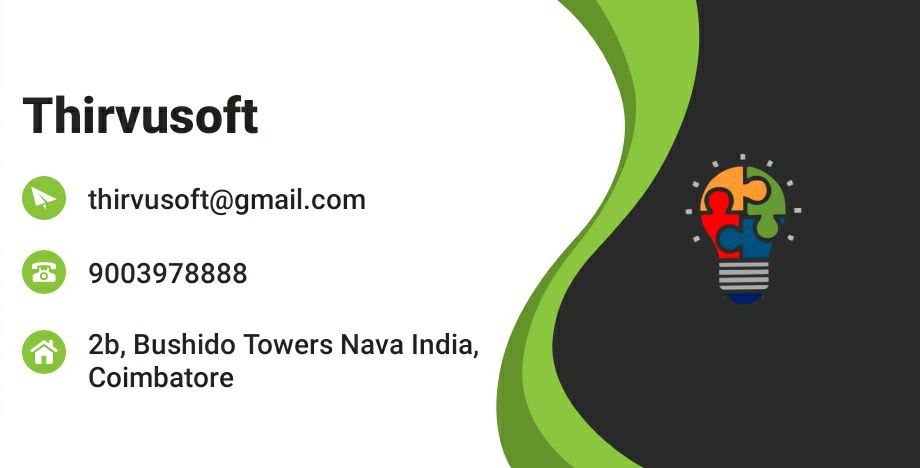 Thirvusoft
thirvusoft@gmail.com
9003978888
2b, Bushido Towers Nava India,
Coimbatore